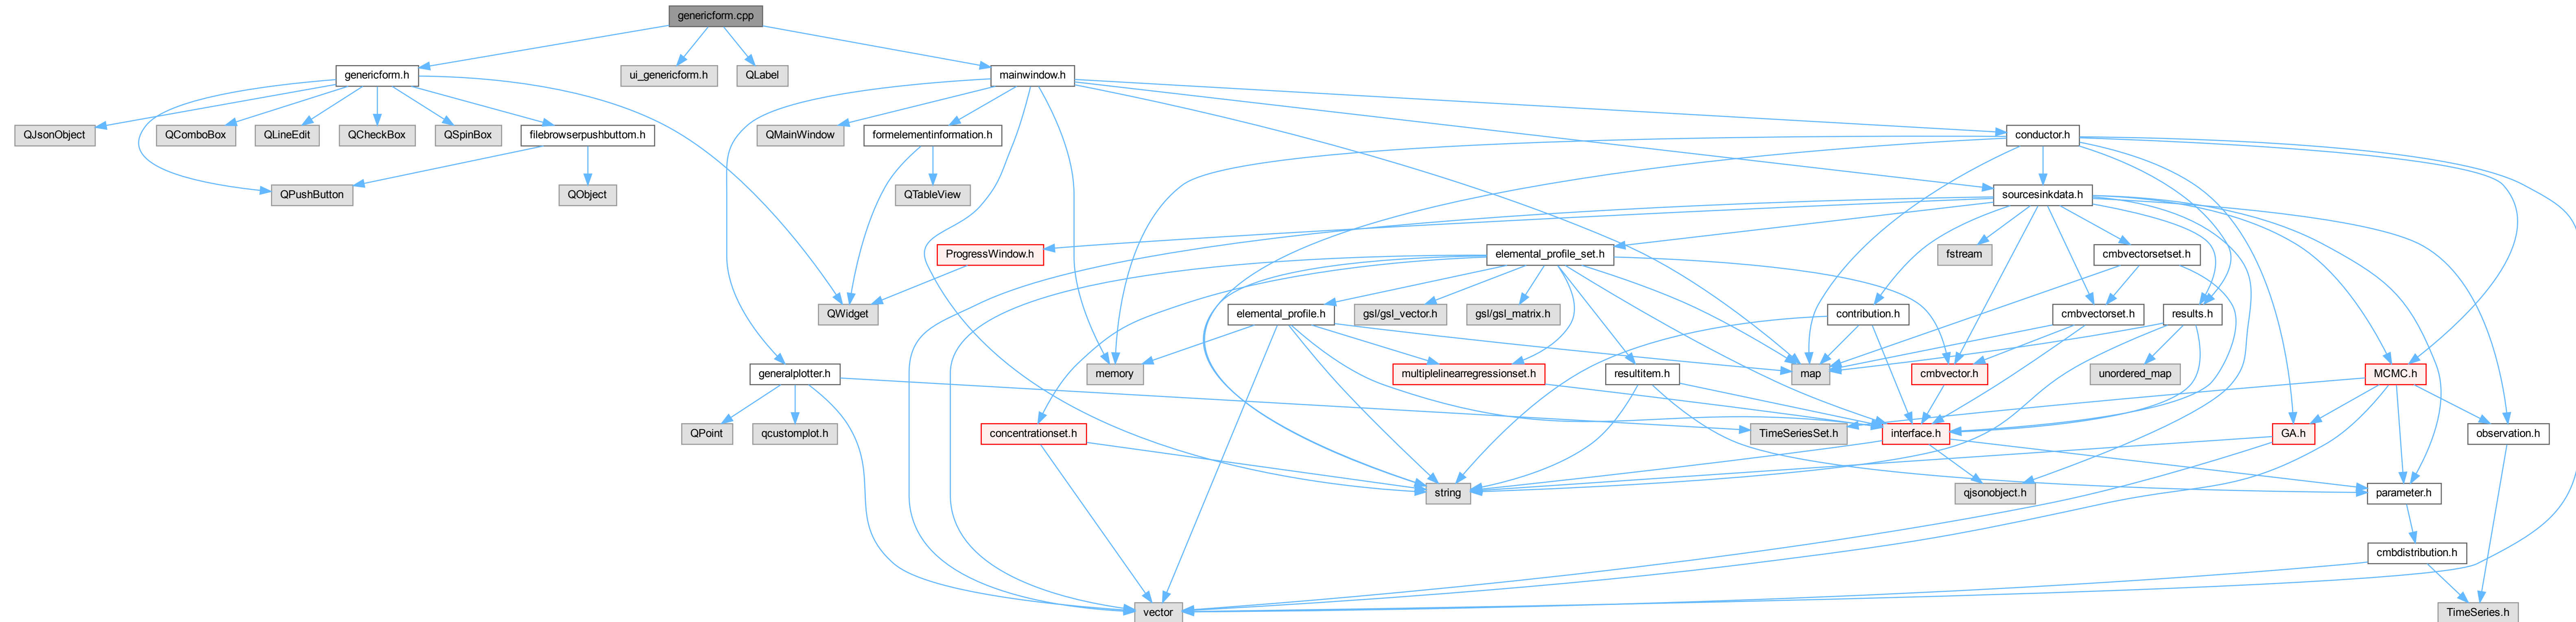 genericform.cpp
genericform.h
ui_genericform.h
QLabel
mainwindow.h
QJsonObject
QComboBox
QLineEdit
QCheckBox
QSpinBox
filebrowserpushbuttom.h
QMainWindow
formelementinformation.h
conductor.h
QPushButton
QObject
QTableView
sourcesinkdata.h
ProgressWindow.h
elemental_profile_set.h
fstream
cmbvectorsetset.h
QWidget
elemental_profile.h
gsl/gsl_vector.h
gsl/gsl_matrix.h
contribution.h
cmbvectorset.h
results.h
generalplotter.h
memory
multiplelinearregressionset.h
resultitem.h
map
cmbvector.h
unordered_map
MCMC.h
QPoint
qcustomplot.h
concentrationset.h
TimeSeriesSet.h
interface.h
GA.h
observation.h
string
qjsonobject.h
parameter.h
cmbdistribution.h
vector
TimeSeries.h